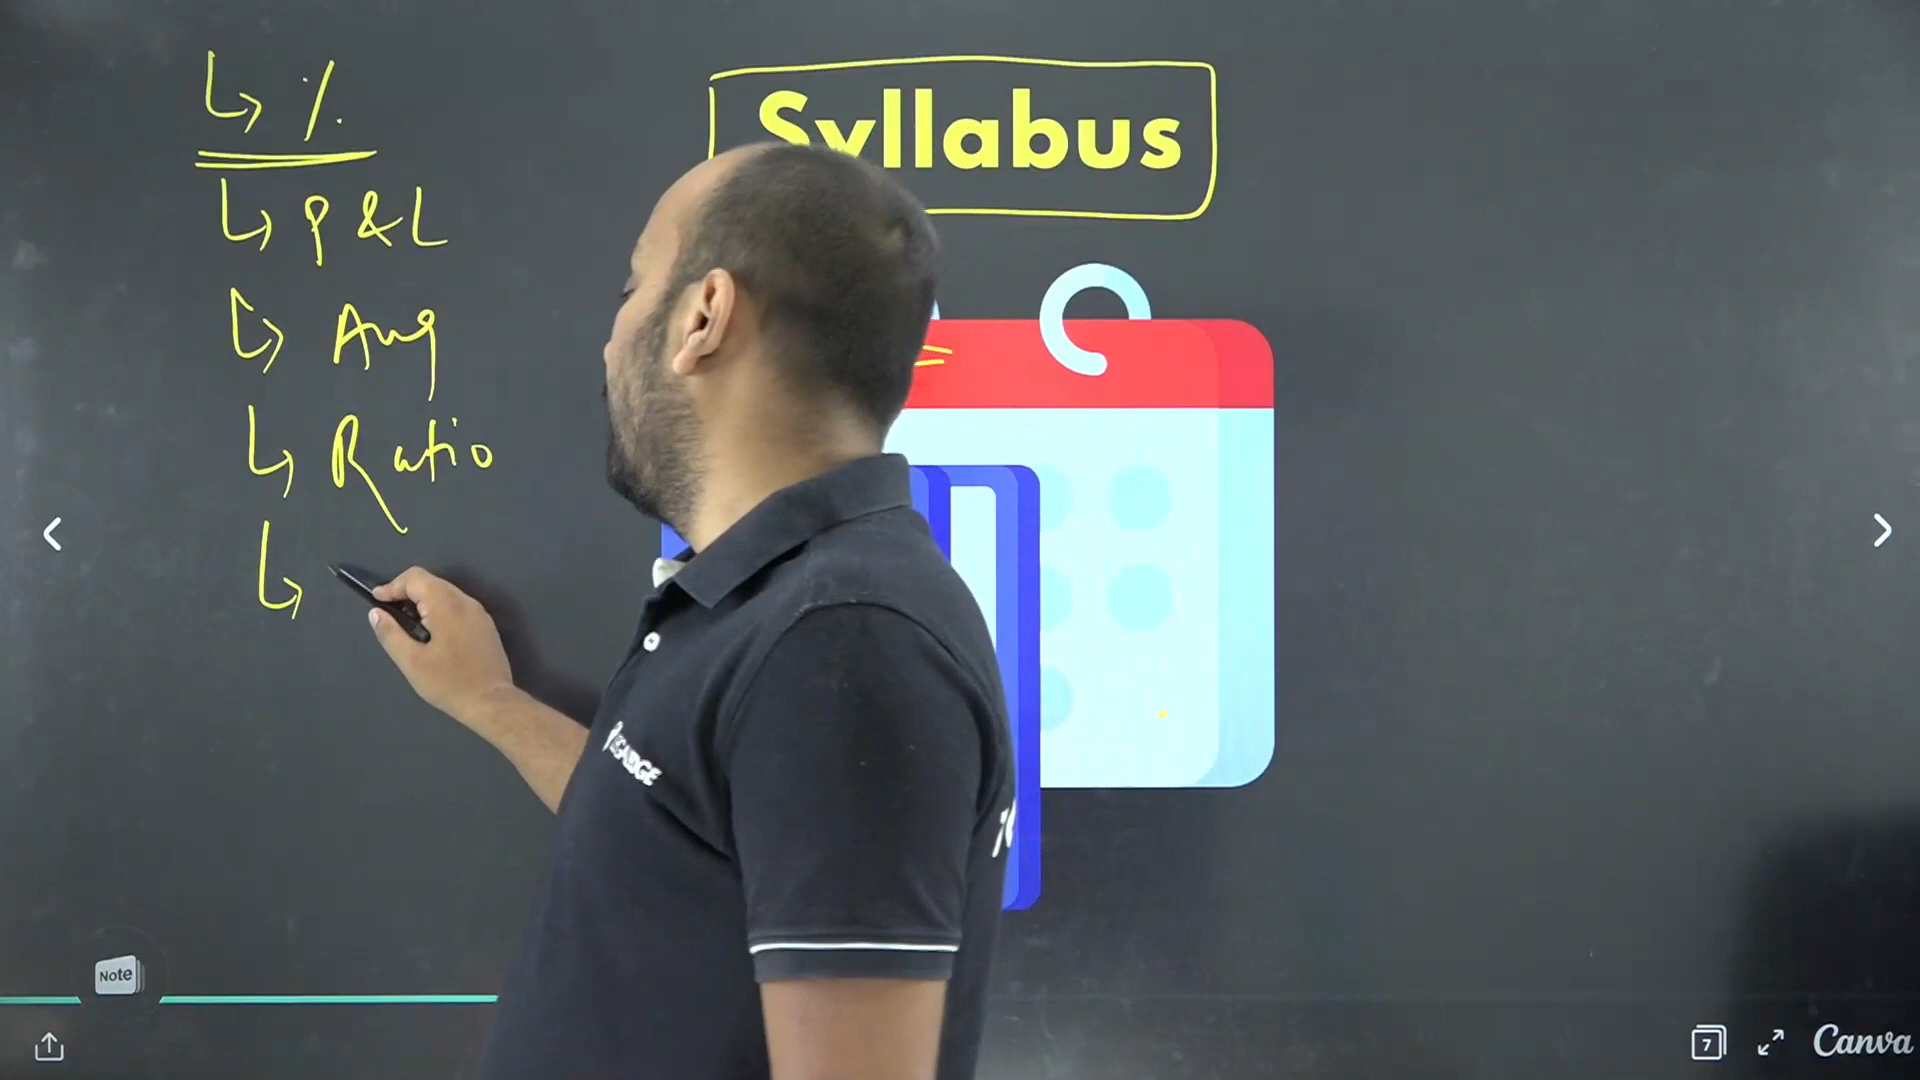 Syllabus
↳ %
↳ P & L
↳ Avg
↳ Ratio
↳
Note
7
Canva